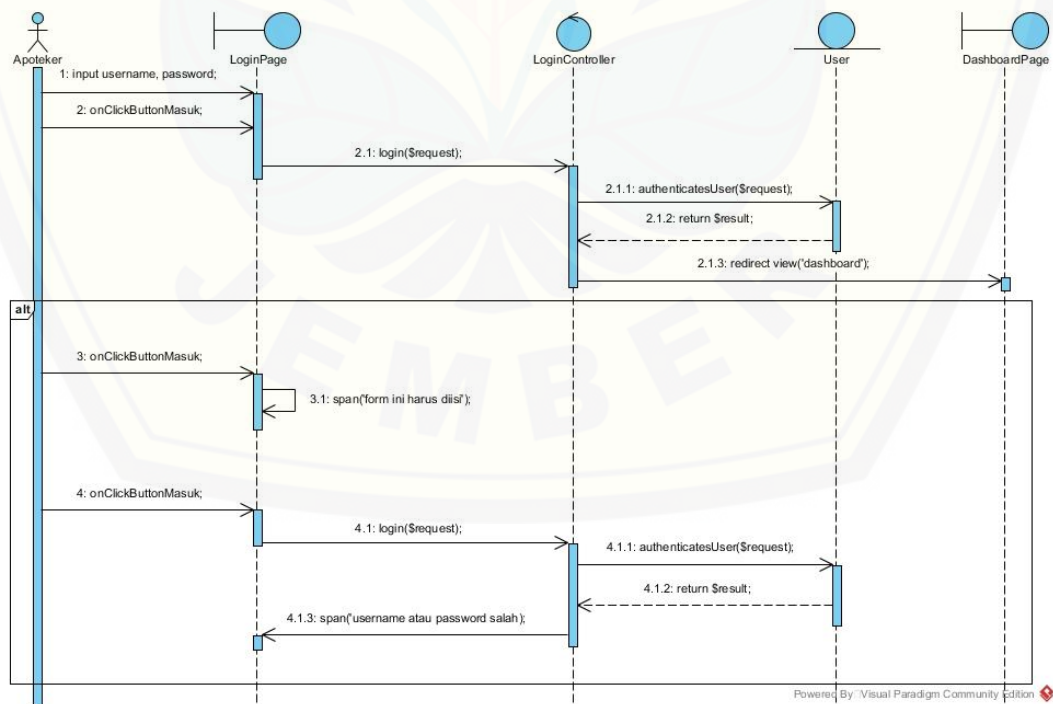 Apoteker
LoginPage
LoginController
User
DashboardPage
1: input username, password;
2: onClickButtonMasuk;
2.1: login($request);
2.1.1: authenticatesUser($request);
2.1.2: return $result;
2.1.3: redirect view('dashboard');
alt
3: onClickButtonMasuk;
3.1: span('form ini harus diisi');
4: onClickButtonMasuk;
4.1: login($request);
4.1.1: authenticatesUser($request);
4.1.2: return $result;
4.1.3: span('username atau password salah);
JEMBER
Powered By Visual Paradigm Community Edition